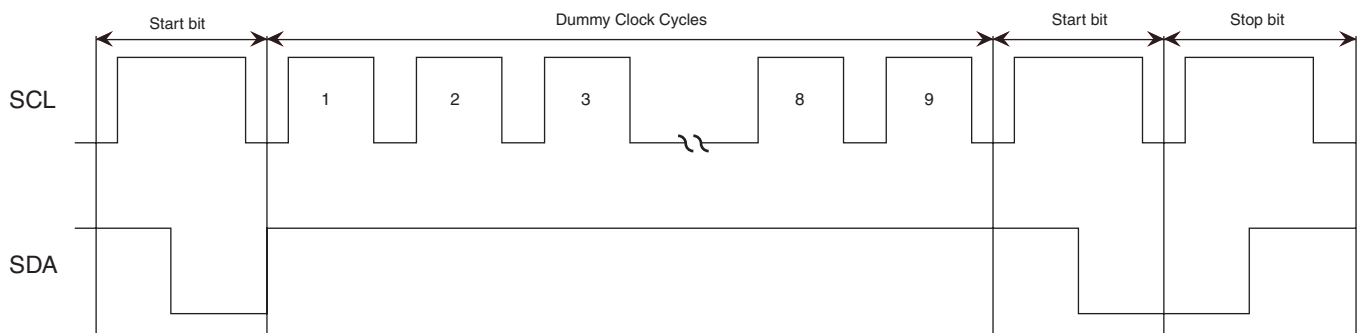 Start bit
Dummy Clock Cycles
Start bit
Stop bit
SCL
1
2
3
8
9
SDA